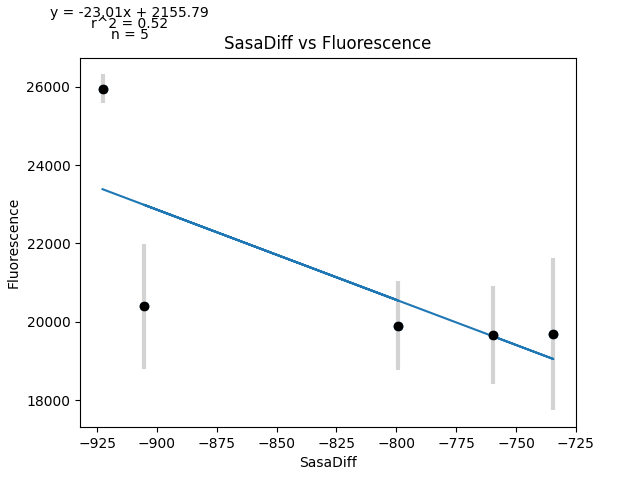 y = -23.01x + 2155.79
r^2 = 0.52
n = 5
SasaDiff vs Fluorescence
26000
24000
22000
20000
18000
Fluorescence
−925 −900 −875 −850 −825 −800 −775 −750 −725
SasaDiff